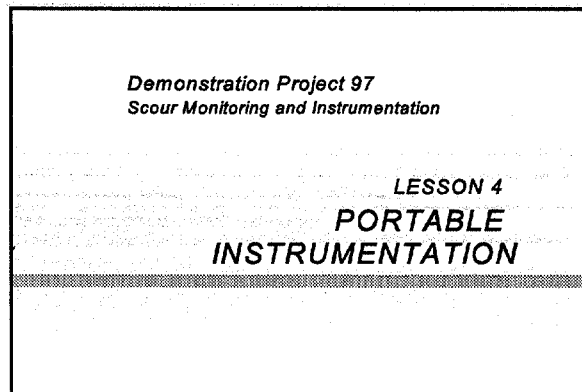 Demonstration Project 97
Scour Monitoring and Instrumentation
LESSON 4
PORTABLE
INSTRUMENTATION